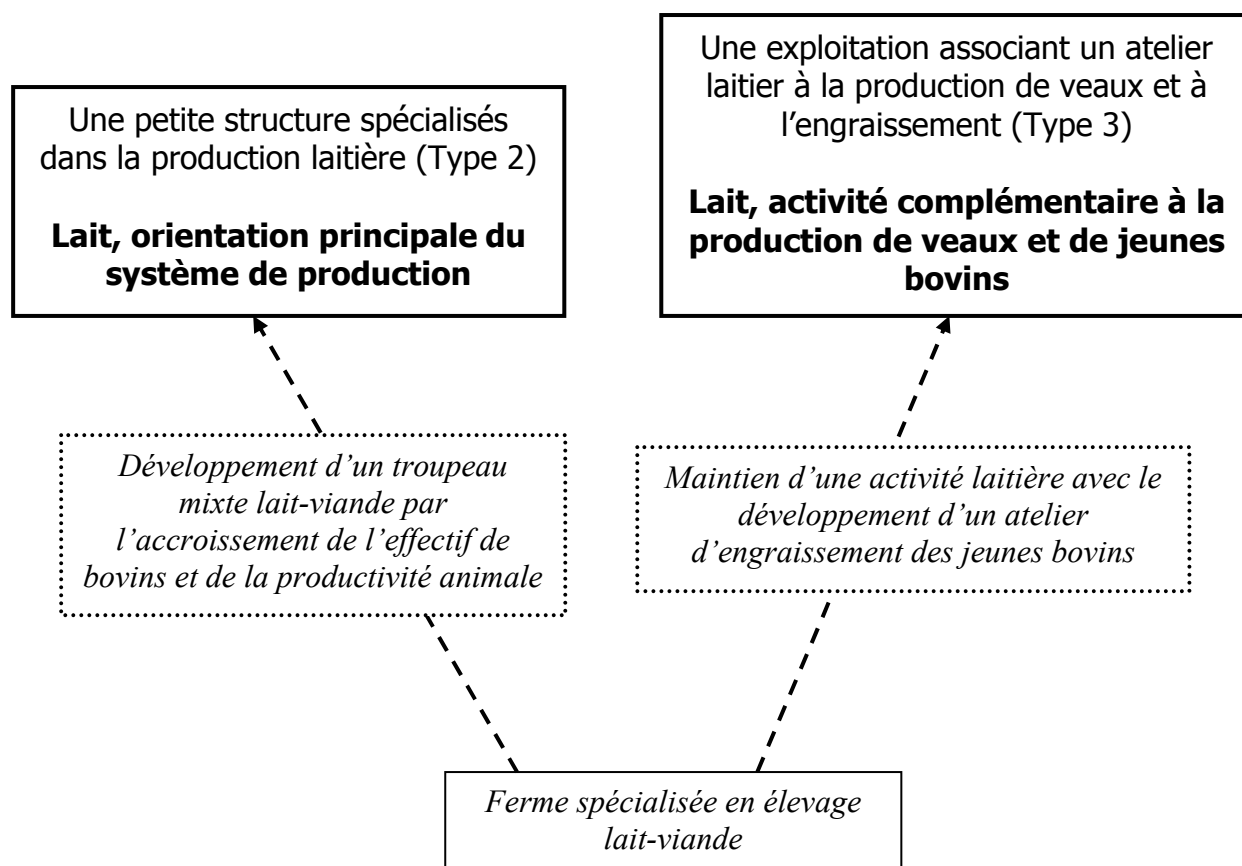 Une petite structure spécialisés
dans la production laitière (Type 2)
Lait, orientation principale du
système de production
Une exploitation associant un atelier
laitier à la production de veaux et à
l’engraissement (Type 3)
Lait, activité complémentaire à la
production de veaux et de jeunes
bovins
Développement d’un troupeau
mixte lait-viande par
l’accroissement de l’effectif de
bovins et de la productivité animale
Maintien d’une activité laitière avec le
développement d’un atelier
d’engraissement des jeunes bovins
Ferme spécialisée en élevage
lait-viande